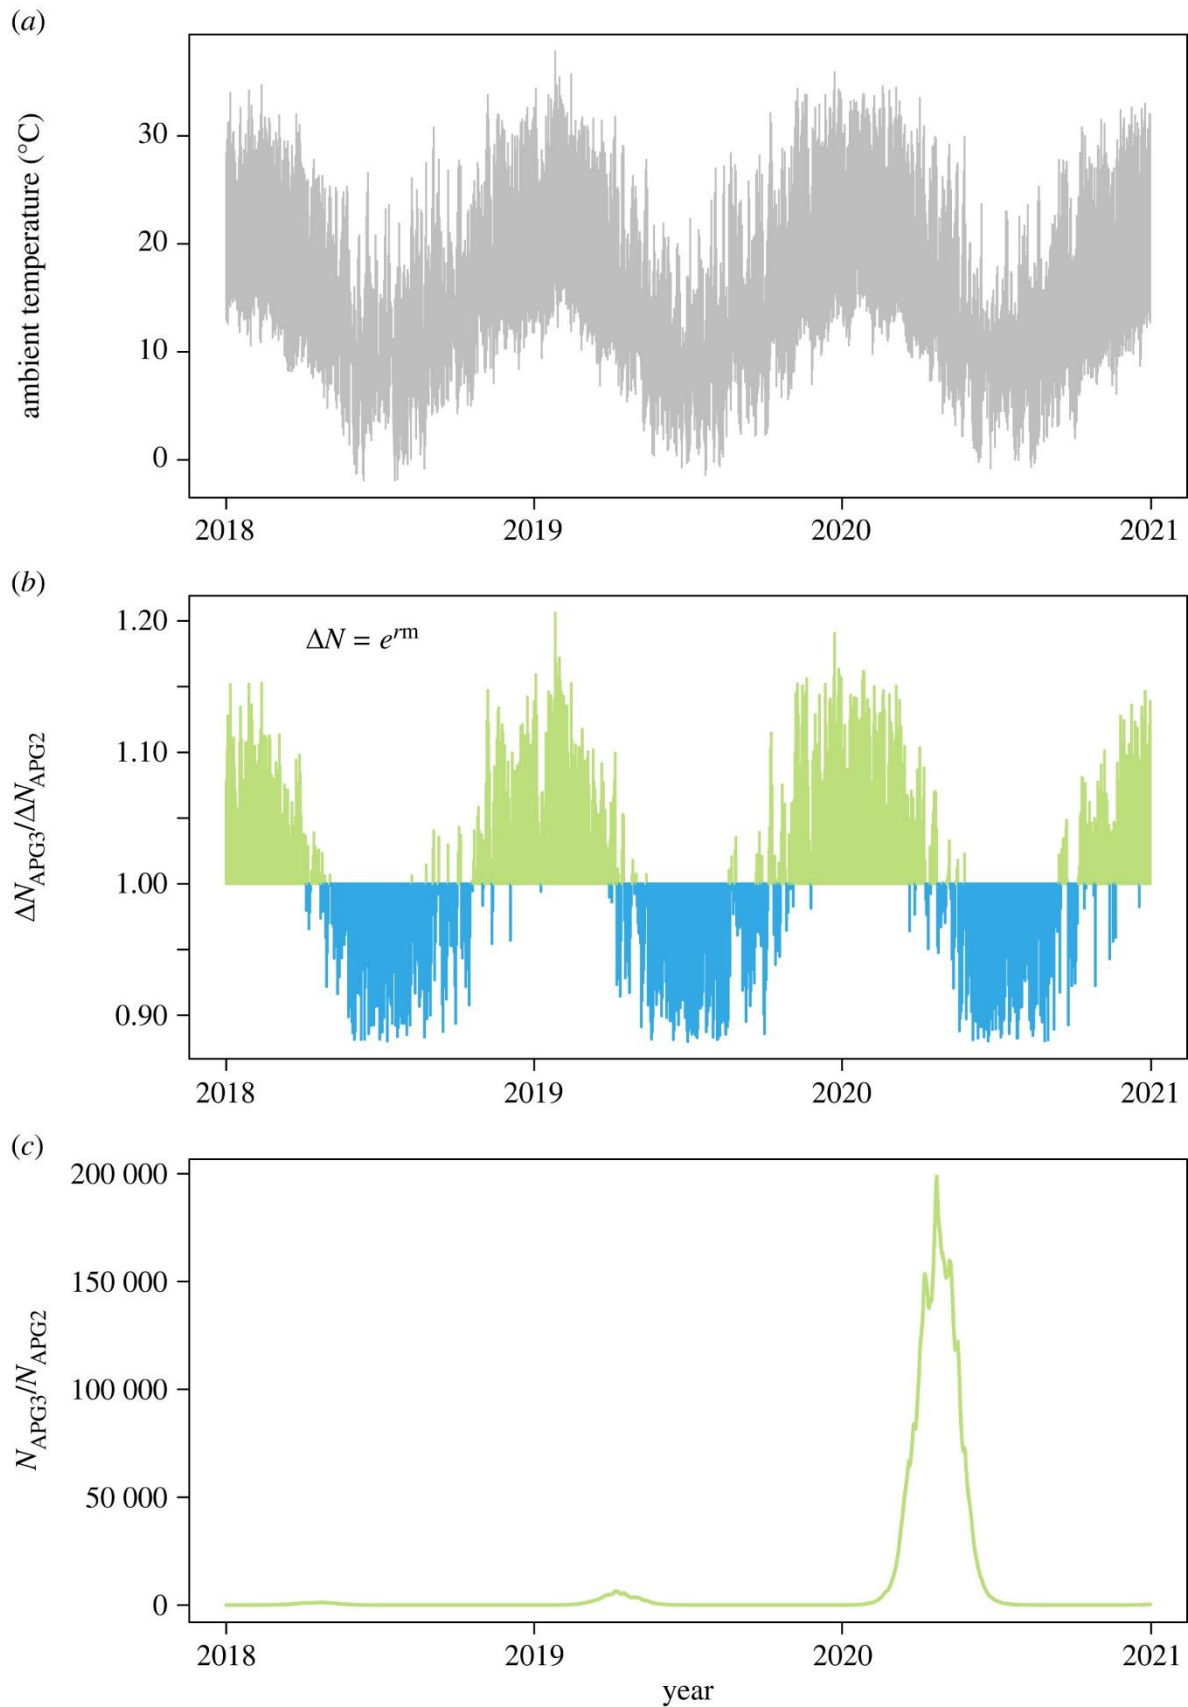 (a)
ambient temperature (°C)
30
20
10
0
2018 2019 2020 2021
(b)
ΔN = e^rm
ΔN_APG3/ΔN_APG2
1.20
1.10
1.00
0.90
2018 2019 2020 2021
(c)
N_APG3/N_APG2
200 000
150 000
100 000
50 000
0
2018 2019 2020 2021
year